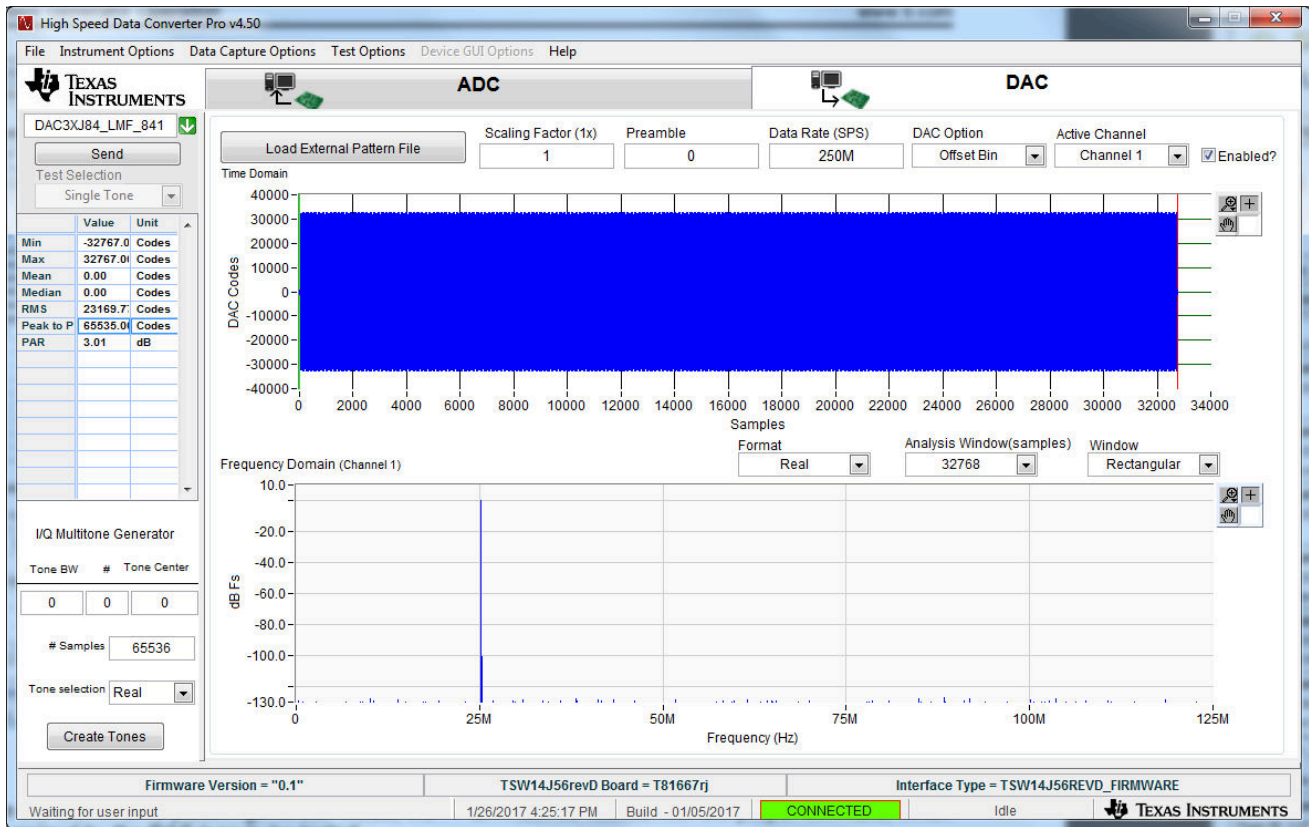 High Speed Data Converter Pro v4.50
File Instrument Options Data Capture Options Test Options Device GUI Options Help
TEXAS INSTRUMENTS
ADC
DAC
DAC3XJ84_LMF_841
Send
Test Selection
Single Tone
Value Unit
Min -32767.0 Codes
Max 32767.0 Codes
Mean 0.00 Codes
Median 0.00 Codes
RMS 23169.7 Codes
Peak to P 65535.0 Codes
PAR 3.01 dB
I/Q Multitone Generator
Tone BW # Tone Center
0 0 0
# Samples 65536
Tone selection Real
Create Tones
Load External Pattern File
Scaling Factor (1x) Preamble Data Rate (SPS) DAC Option Active Channel
1 0 250M Offset Bin Channel 1 Enabled?
Time Domain
40000
30000
20000
10000
0
-10000
-20000
-30000
-40000
DAC Codes
0 2000 4000 6000 8000 10000 12000 14000 16000 18000 20000 22000 24000 26000 28000 30000 32000 34000
Samples
Format Analysis Window(samples) Window
Real 32768 Rectangular
Frequency Domain (Channel 1)
10.0
-20.0
-40.0
-60.0
-80.0
-100.0
-130.0
dB Fs
0 25M 50M 75M 100M 125M
Frequency (Hz)
Firmware Version = "0.1" TSW14J56revD Board = T81667rj Interface Type = TSW14J56REVD_FIRMWARE
Waiting for user input 1/26/2017 4:25:17 PM Build - 01/05/2017 CONNECTED Idle TEXAS INSTRUMENTS